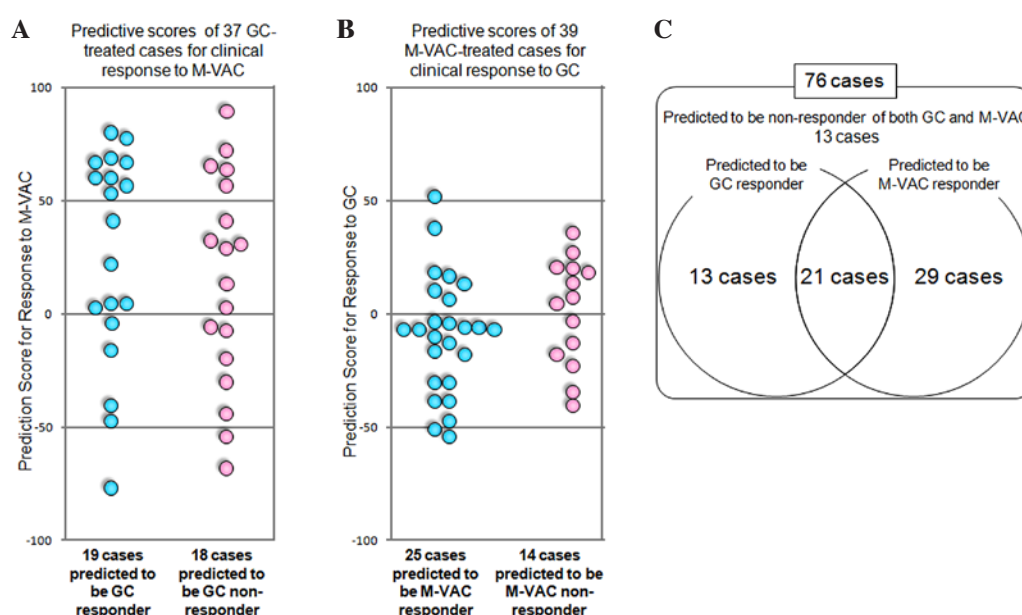 A
Predictive scores of 37 GC-
treated cases for clinical
response to M-VAC
Prediction Score for Response to M-VAC
100
50
0
-50
-100
19 cases
predicted to
be GC
responder
18 cases
predicted to
be GC non-
responder
B
Predictive scores of 39
M-VAC-treated cases for
clinical response to GC
Prediction Score for Response to GC
100
50
0
-50
-100
25 cases
predicted to
be M-VAC
responder
14 cases
predicted to be
M-VAC non-
responder
C
76 cases
Predicted to be non-responder of both GC and M-VAC
13 cases
Predicted to be
GC responder
Predicted to be
M-VAC responder
13 cases
21 cases
29 cases